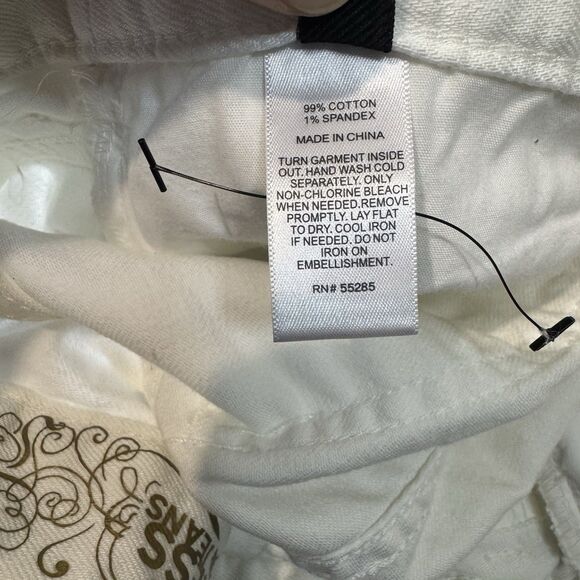 99% COTTON
1% SPANDEX
MADE IN CHINA
TURN GARMENT INSIDE
OUT. HAND WASH COLD
SEPARATELY. ONLY
NON-CHLORINE BLEACH
WHEN NEEDED.REMOVE
PROMPTLY. LAY FLAT
TO DRY. COOL IRON
IF NEEDED. DO NOT
IRON ON
EMBELLISHMENT.
RN# 55285